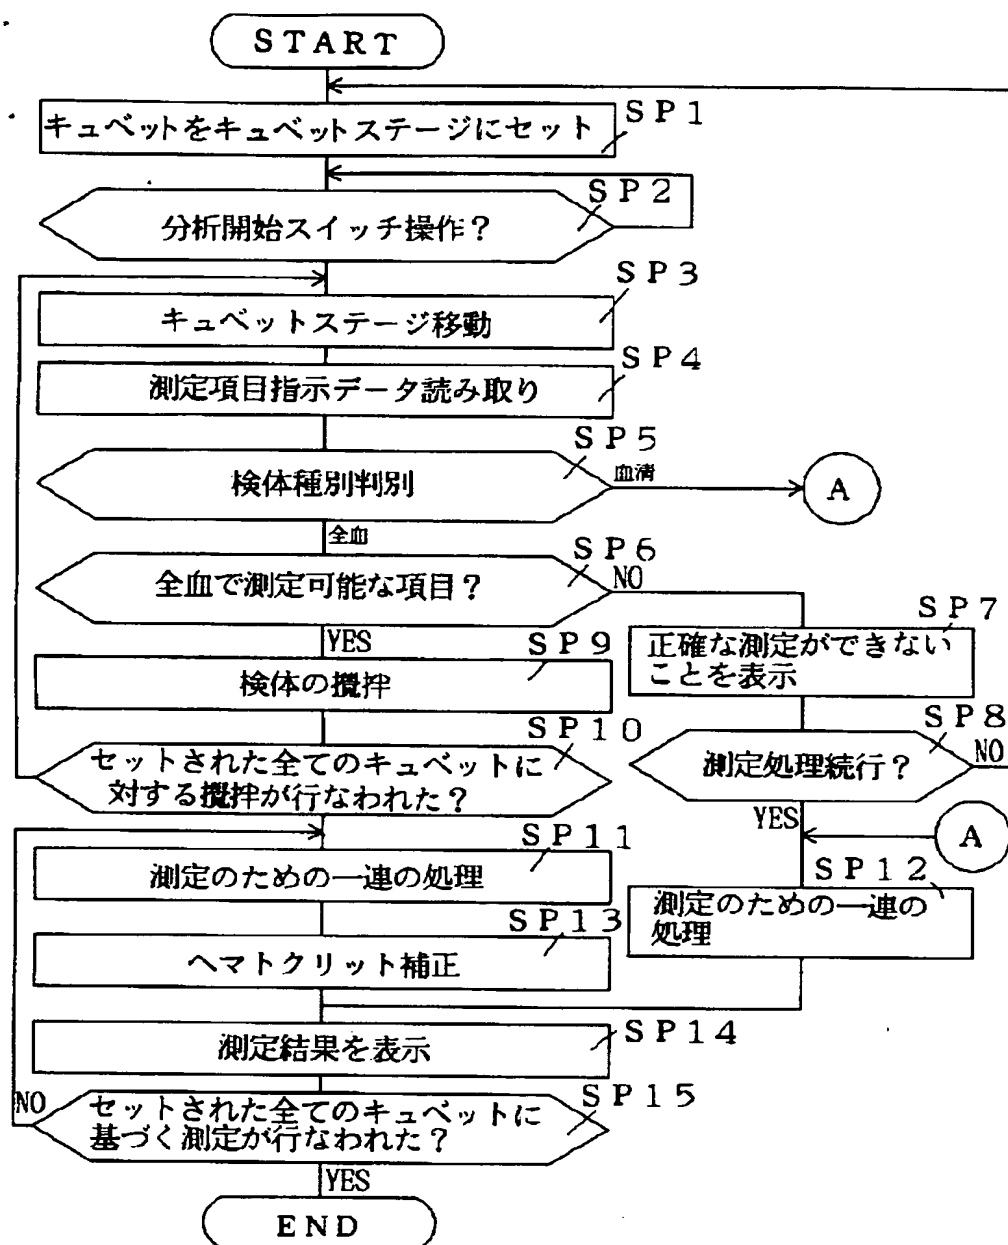 START
SP1
キュベットをキュベットステージにセット
SP2
分析開始スイッチ操作？
SP3
キュベットステージ移動
SP4
測定項目指示データ読み取り
SP5
検体種別判別
血清
A
全血
SP6
全血で測定可能な項目？
NO
SP7
正確な測定ができない
ことを表示
YES
SP9
検体の攪拌
SP8
測定処理続行？
NO
SP10
セットされた全てのキュベットに
対する攪拌が行なわれた？
YES
A
SP11
測定のための一連の処理
SP12
測定のための一連の
処理
SP13
ヘマトクリット補正
SP14
測定結果を表示
SP15
NO
セットされた全てのキュベットに
基づく測定が行なわれた？
YES
END